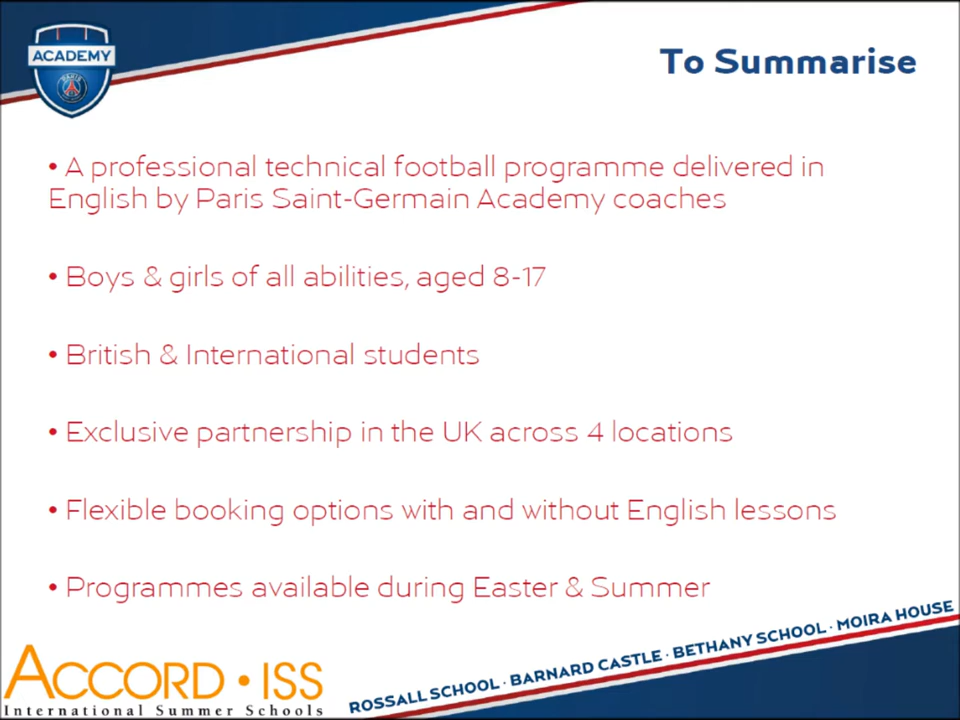 ACADEMY
PARIS
To Summarise
• A professional technical football programme delivered in
English by Paris Saint-Germain Academy coaches
• Boys & girls of all abilities, aged 8-17
• British & International students
• Exclusive partnership in the UK across 4 locations
• Flexible booking options with and without English lessons
• Programmes available during Easter & Summer
ACCORD • ISS
International Summer Schools
ROSSALL SCHOOL · BARNARD CASTLE · BETHANY SCHOOL · MOIRA HOUSE